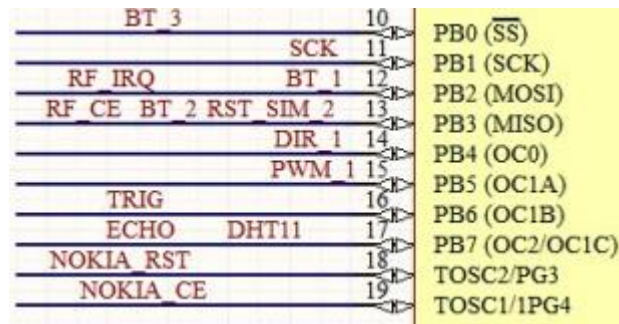 BT_3 10 PB0 (SS)
SCK 11 PB1 (SCK)
RF_IRQ BT_1 12 PB2 (MOSI)
RF_CE BT_2 RST_SIM_2 13 PB3 (MISO)
DIR_1 14 PB4 (OC0)
PWM_1 15 PB5 (OC1A)
TRIG 16 PB6 (OC1B)
ECHO DHT11 17 PB7 (OC2/OC1C)
NOKIA_RST 18 TOSC2/PG3
NOKIA_CE 19 TOSC1/1PG4